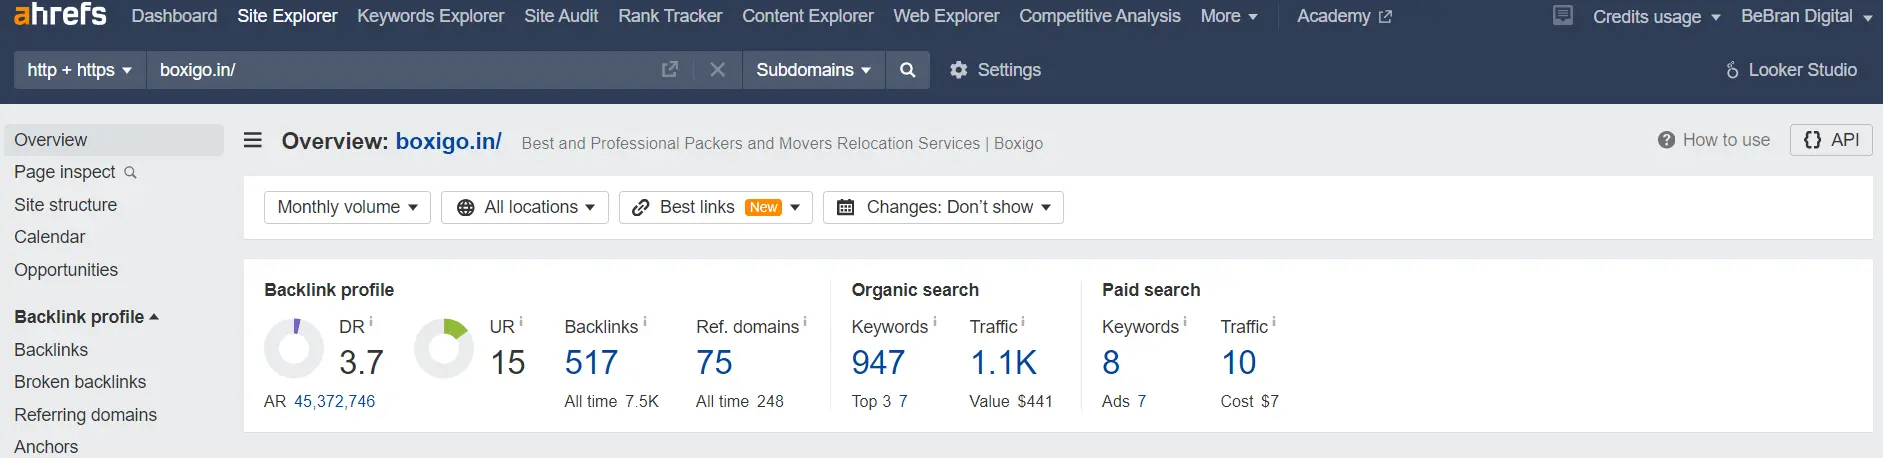 ahrefs Dashboard Site Explorer Keywords Explorer Site Audit Rank Tracker Content Explorer Web Explorer Competitive Analysis More Academy Credits usage BeBran Digital
http + https boxigo.in/ Subdomains Settings Looker Studio
Overview
Page inspect
Site structure
Calendar
Opportunities
Backlink profile
Backlinks
Broken backlinks
Referring domains
Anchors
Overview: boxigo.in/ Best and Professional Packers and Movers Relocation Services | Boxigo How to use {} API
Monthly volume All locations Best links New Changes: Don't show
Backlink profile
DR i UR i Backlinks i Ref. domains i
3.7 15 517 75
AR 45,372,746 All time 7.5K All time 248
Organic search
Keywords i Traffic i
947 1.1K
Top 3 7 Value $441
Paid search
Keywords i Traffic i
8 10
Ads 7 Cost $7